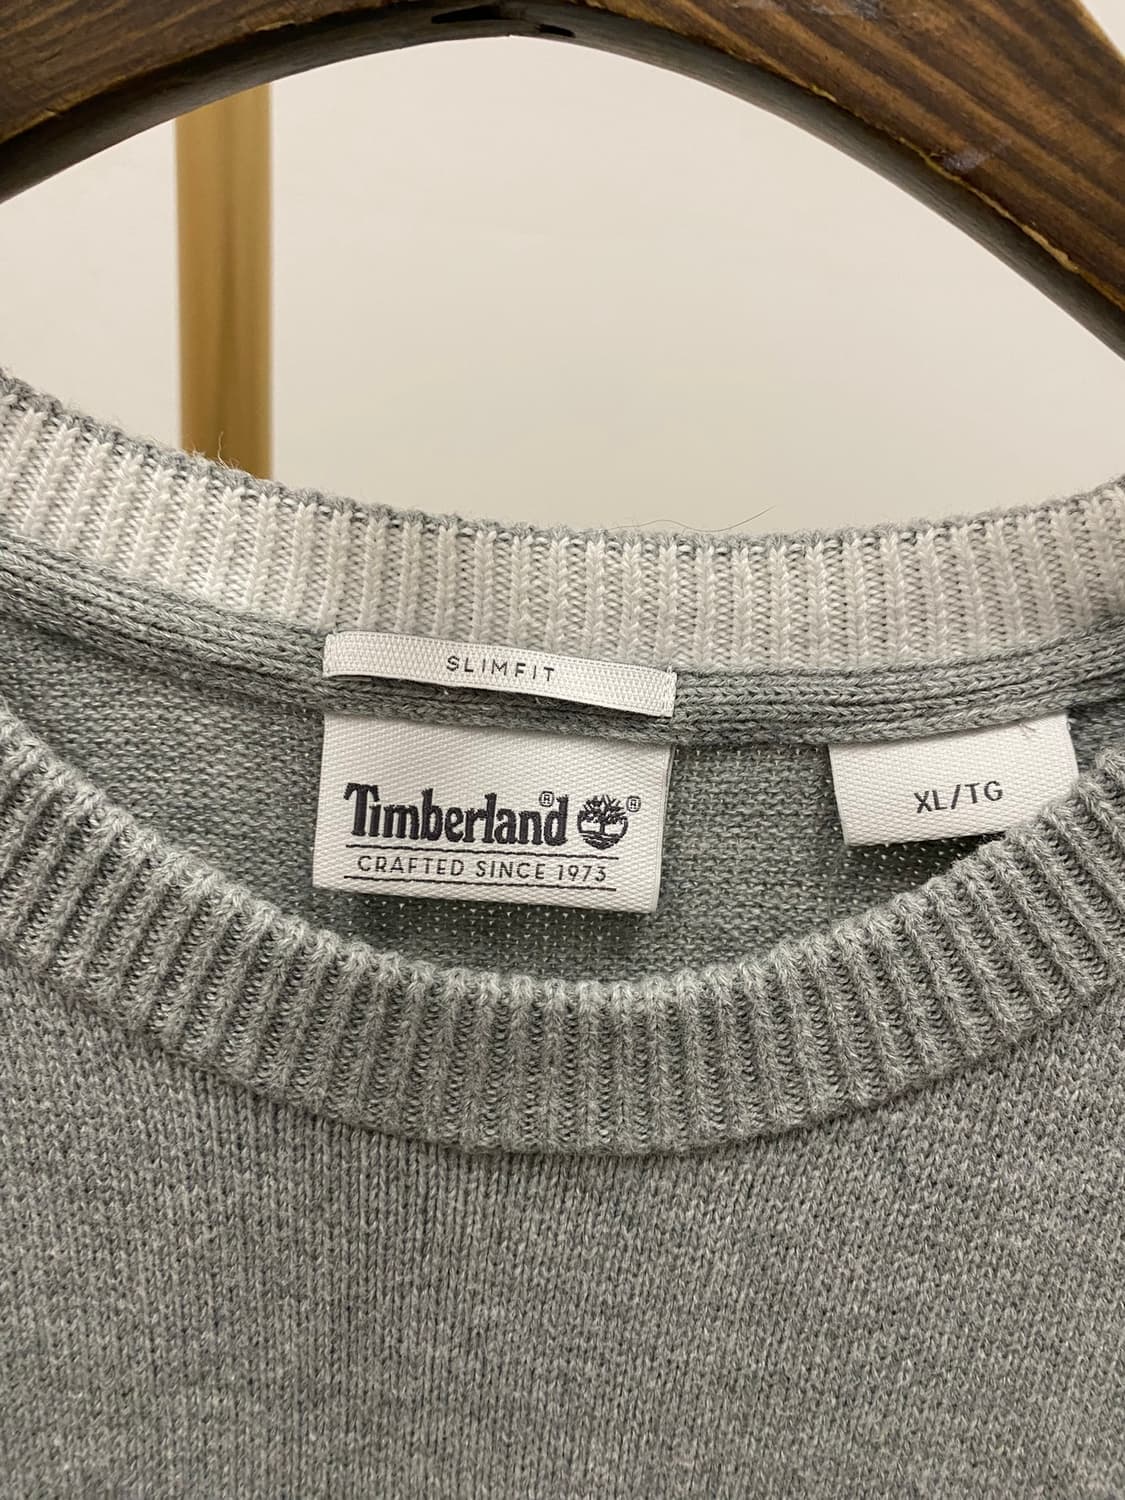 SLIMFIT
Timberland®®
CRAFTED SINCE 1973
XL/TG